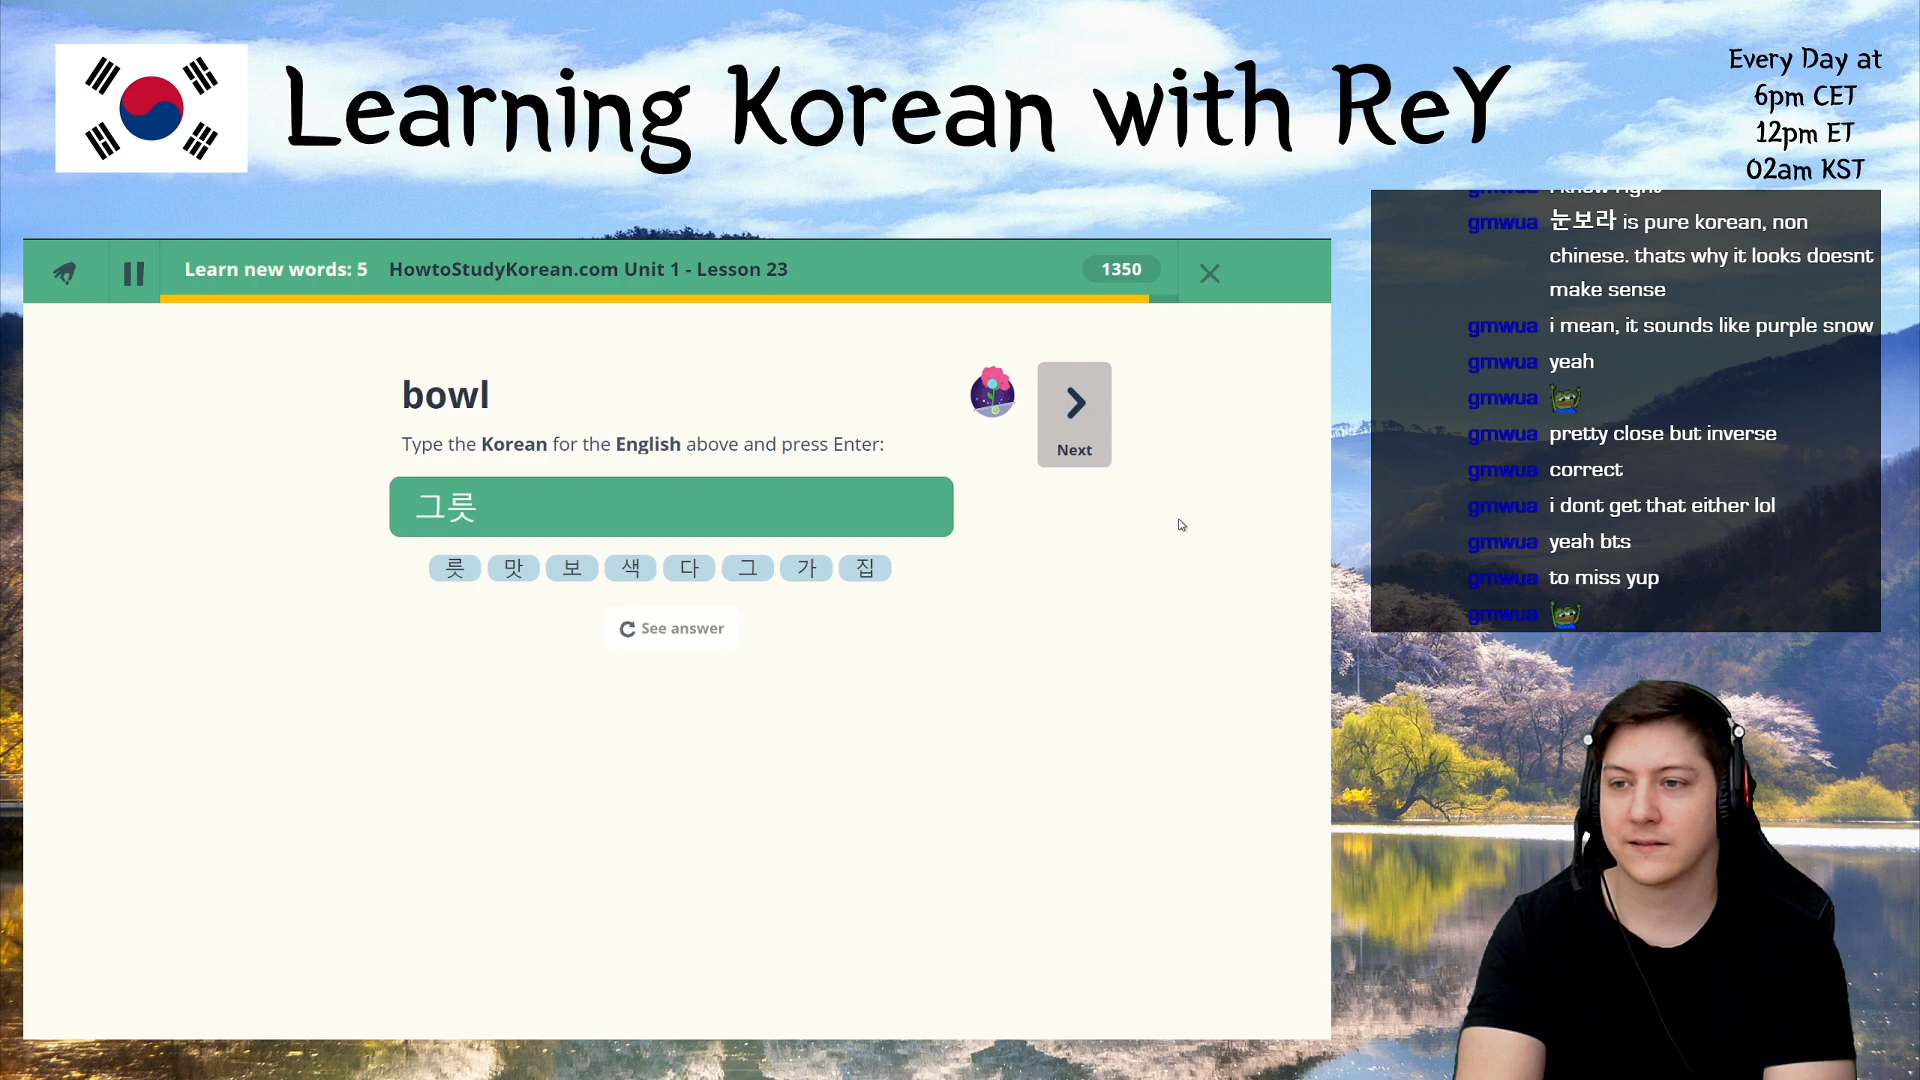 Learning Korean with ReY
Every Day at
6pm CET
12pm ET
02am KST
Learn new words: 5 HowtoStudyKorean.com Unit 1 - Lesson 23
1350
bowl
Type the Korean for the English above and press Enter:
Next
그릇
릇 맛 보 색 다 그 가 집
See answer
gmwua 눈보라 is pure korean, non
chinese. thats why it looks doesnt
make sense
gmwua i mean, it sounds like purple snow
gmwua yeah
gmwua
gmwua pretty close but inverse
gmwua correct
gmwua i dont get that either lol
gmwua yeah bts
gmwua to miss yup
gmwua